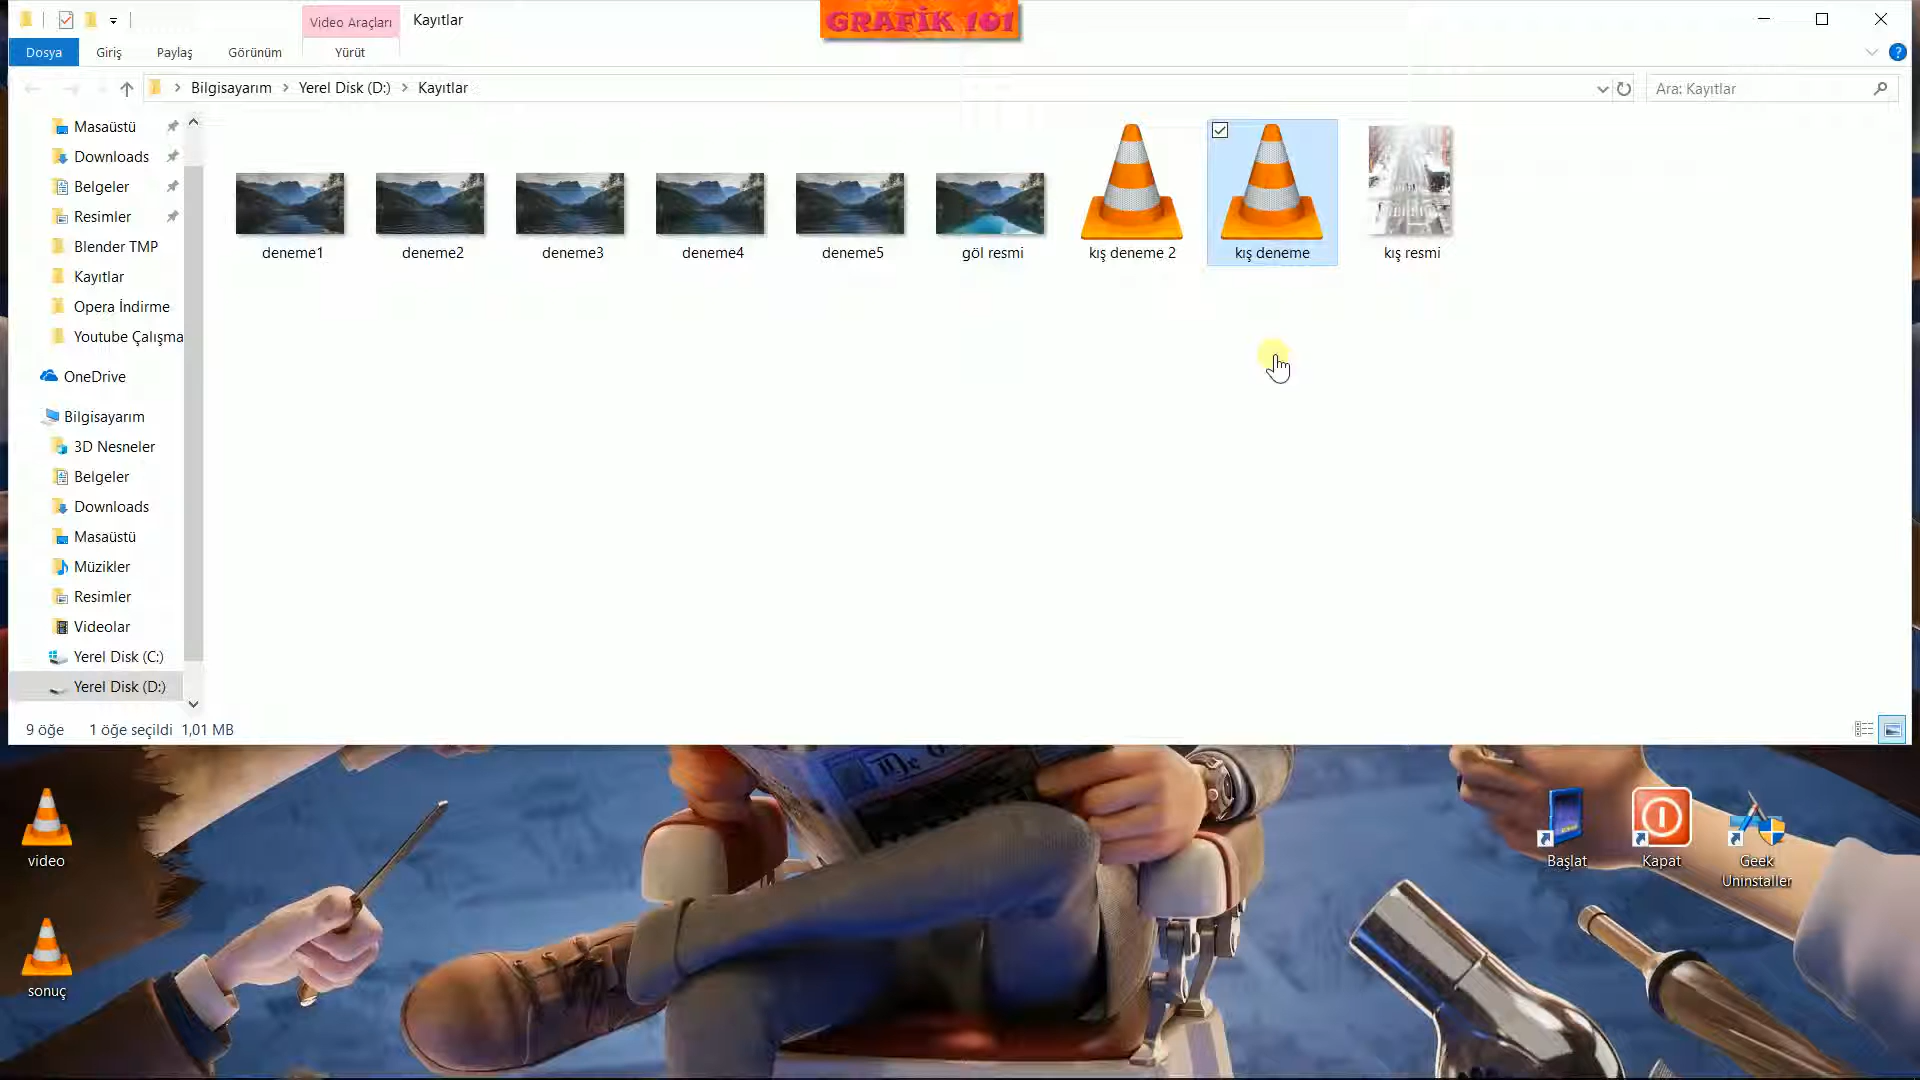 Video Araçları
Kayıtlar
GRAFİK 101
Dosya
Giriş
Paylaş
Görünüm
Yürüt
Bilgisayarım
Yerel Disk (D:)
Kayıtlar
Ara: Kayıtlar
Masaüstü
Downloads
Belgeler
Resimler
Blender TMP
Kayıtlar
Opera İndirme
Youtube Çalışma
OneDrive
Bilgisayarım
3D Nesneler
Belgeler
Downloads
Masaüstü
Müzikler
Resimler
Videolar
Yerel Disk (C:)
Yerel Disk (D:)
deneme1
deneme2
deneme3
deneme4
deneme5
göl resmi
kış deneme 2
kış deneme
kış resmi
9 öğe
1 öğe seçildi 1,01 MB
video
sonuç
Başlat
Kapat
Geek
Uninstaller